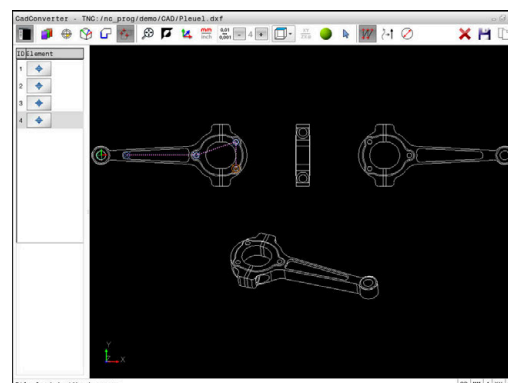 CadConverter - TNC:/nc_prog/demo/CAD/Pleuel.dxf
mm
inch
0,01
0,001
4
ID Element
1
2
3
4
Y
X